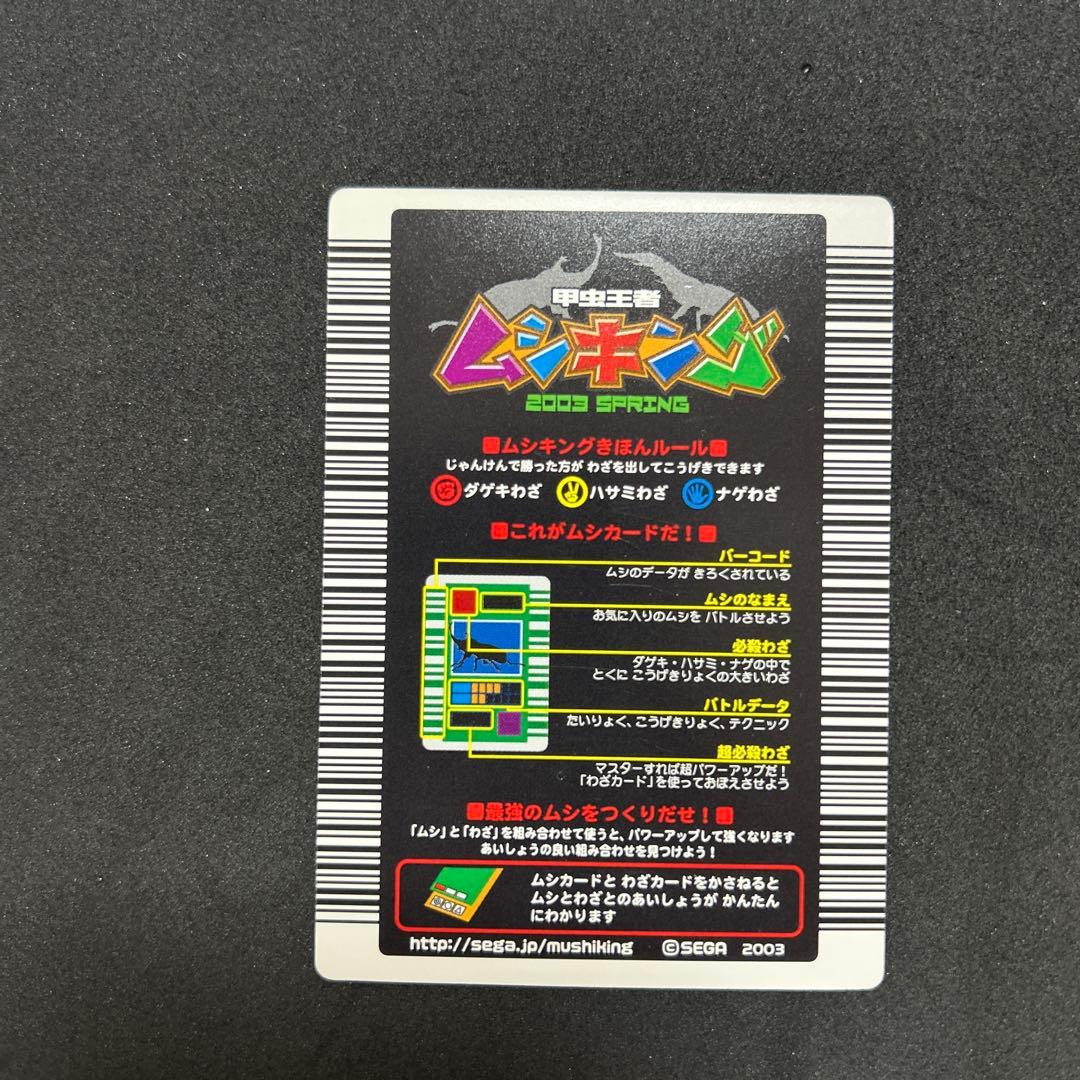 甲虫王者
ムシキング
2003 SPRING
ムシキングきほんルール
じゃんけんで勝った方が わざを出してこうげきできます
ダゲキわざ ハサミわざ ナゲわざ
これがムシカードだ!
バーコード
ムシのデータが きろくされている
ムシのなまえ
お気に入りのムシを バトルさせよう
必殺わざ
ダゲキ・ハサミ・ナゲの中で
とくに こうげきりょくの大きいわざ
バトルデータ
たいりょく、こうげきりょく、テクニック
超必殺わざ
マスターすれば超パワーアップだ!
「わざカード」を使っておぼえさせよう
最強のムシをつくりだせ!
「ムシ」と「わざ」を組み合わせて使うと、パワーアップして強くなります
あいしょうの良い組み合わせを見つけよう!
ムシカードと わざカードをかさねると
ムシとわざとのあいしょうが かんたん
にわかります
http://sega.jp/mushiking ©SEGA 2003